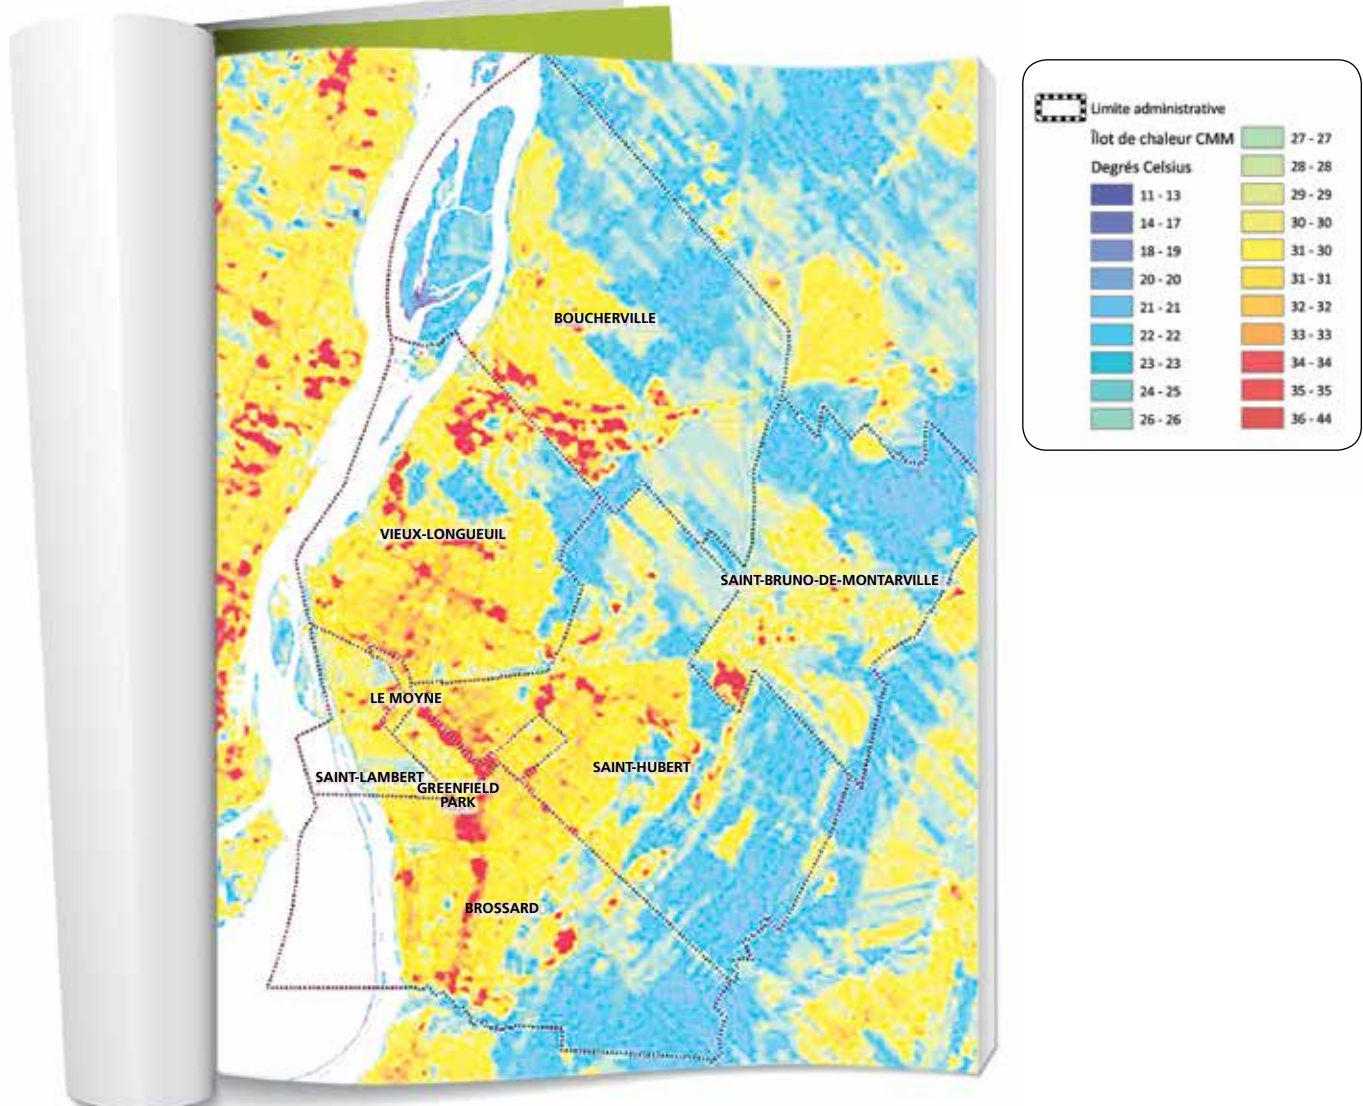 BOUCHERVILLE
VIEUX-LONGUEUIL
SAINT-BRUNO-DE-MONTARVILLE
LE MOYNE
SAINT-LAMBERT
GREENFIELD
PARK
SAINT-HUBERT
BROSSARD
Limite administrative
Îlot de chaleur CMM
Degrés Celsius
11 - 13
14 - 17
18 - 19
20 - 20
21 - 21
22 - 22
23 - 23
24 - 25
26 - 26
27 - 27
28 - 28
29 - 29
30 - 30
31 - 30
31 - 31
32 - 32
33 - 33
34 - 34
35 - 35
36 - 44